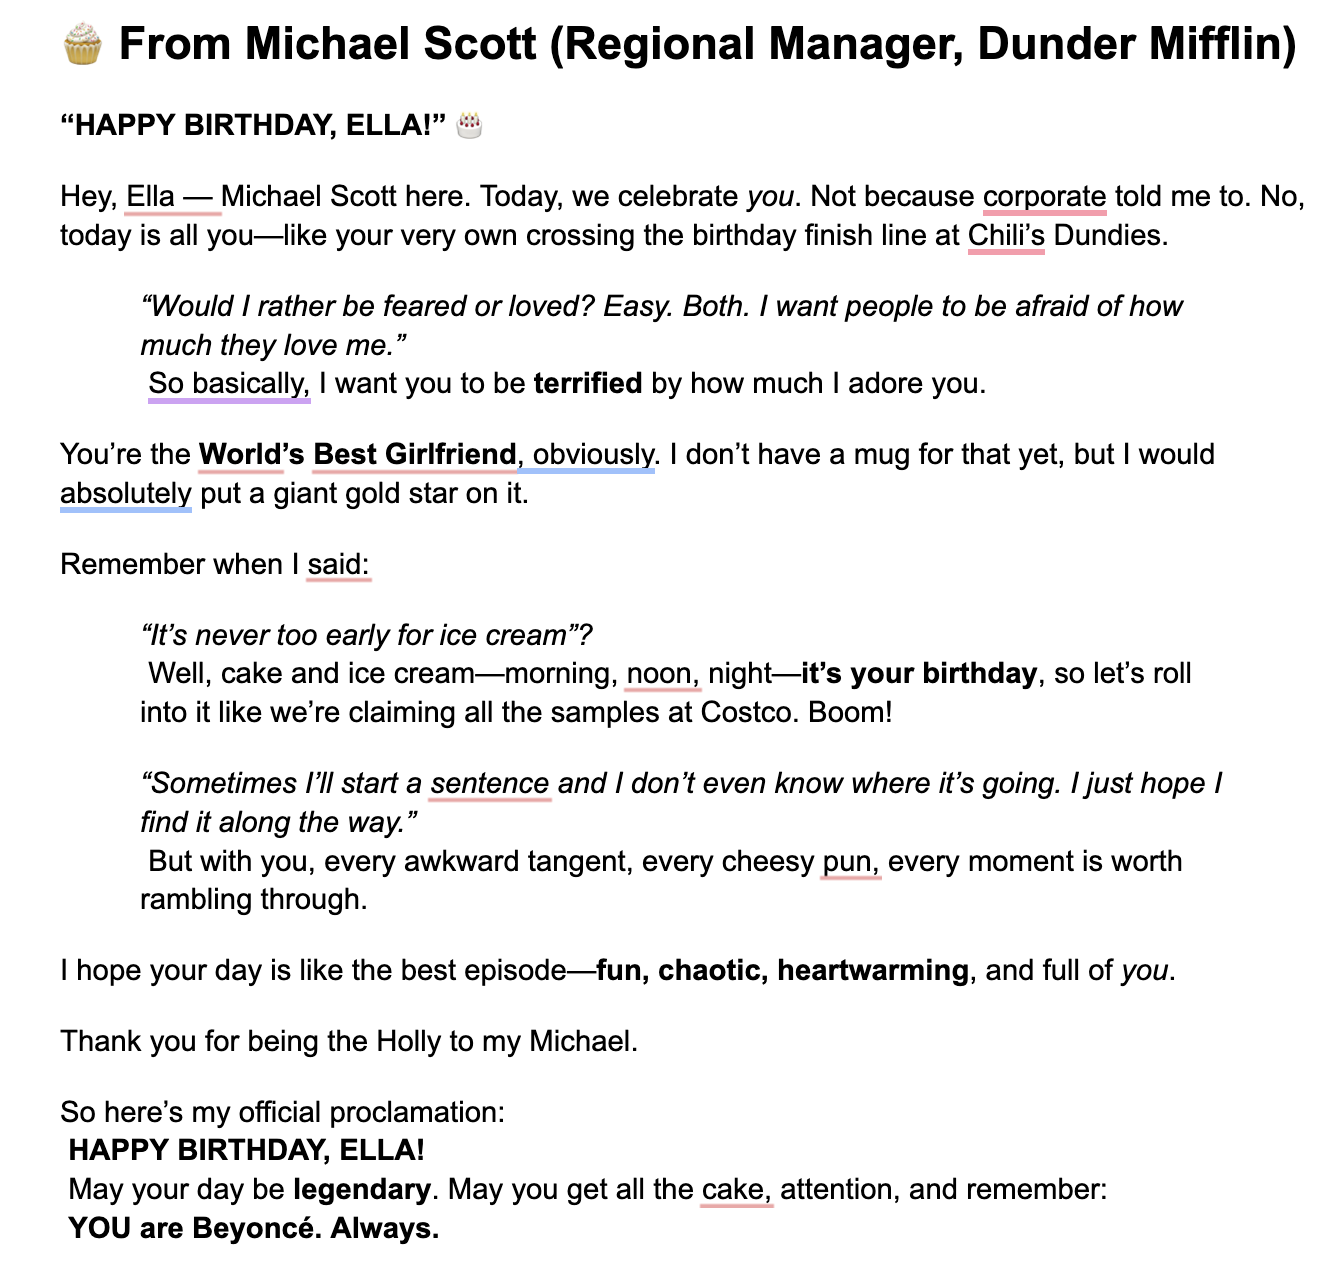 🧁 From Michael Scott (Regional Manager, Dunder Mifflin)
“HAPPY BIRTHDAY, ELLA!” 🎂
Hey, Ella — Michael Scott here. Today, we celebrate you. Not because corporate told me to. No,
today is all you—like your very own crossing the birthday finish line at Chili’s Dundies.
“Would I rather be feared or loved? Easy. Both. I want people to be afraid of how
much they love me.”
So basically, I want you to be terrified by how much I adore you.
You’re the World’s Best Girlfriend, obviously. I don’t have a mug for that yet, but I would
absolutely put a giant gold star on it.
Remember when I said:
“It’s never too early for ice cream”?
Well, cake and ice cream—morning, noon, night—it’s your birthday, so let’s roll
into it like we’re claiming all the samples at Costco. Boom!
“Sometimes I’ll start a sentence and I don’t even know where it’s going. I just hope I
find it along the way.”
But with you, every awkward tangent, every cheesy pun, every moment is worth
rambling through.
I hope your day is like the best episode—fun, chaotic, heartwarming, and full of you.
Thank you for being the Holly to my Michael.
So here’s my official proclamation:
HAPPY BIRTHDAY, ELLA!
May your day be legendary. May you get all the cake, attention, and remember:
YOU are Beyoncé. Always.